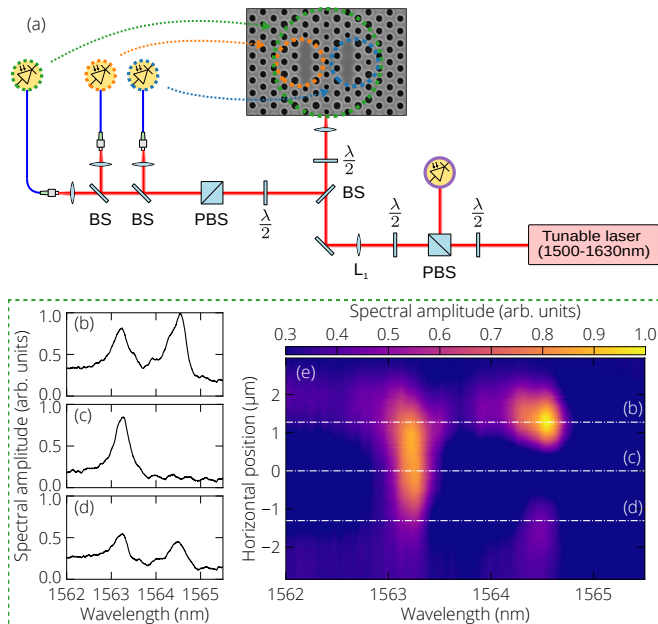 (a)
λ/2
BS
BS
BS
PBS
λ/2
λ/2
λ/2
L₁
PBS
Tunable laser
(1500-1630nm)
Spectral amplitude (arb. units)
0.3 0.4 0.5 0.6 0.7 0.8 0.9 1.0
(b)
1.0
0.5
0.0
(c)
1.0
0.5
0.0
(d)
1.0
0.5
0.0
Spectral amplitude (arb. units)
1562 1563 1564 1565
Wavelength (nm)
(e)
Horizontal position (µm)
2
1
0
−1
−2
(b)
(c)
(d)
1562 1563 1564 1565
Wavelength (nm)